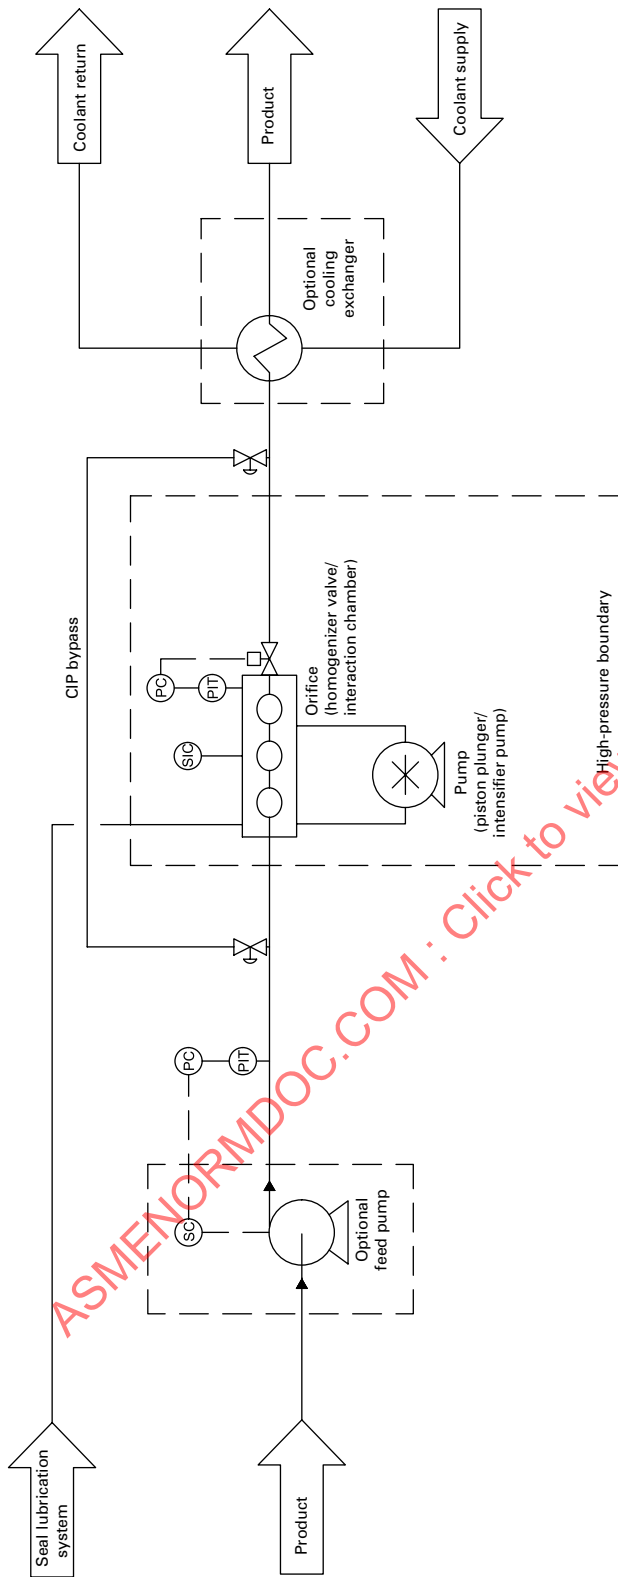 Coolant return
Product
Coolant supply
Optional
cooling
exchanger
CIP bypass
PC
PIT
SIC
Orifice
(homogenizer valve/
interaction chamber)
Pump
(piston plunger/
intensifier pump)
High-pressure boundary
PC
PIT
SC
Optional
feed pump
Seal lubrication
system
Product
ASMENORMDOC.COM : Click to view